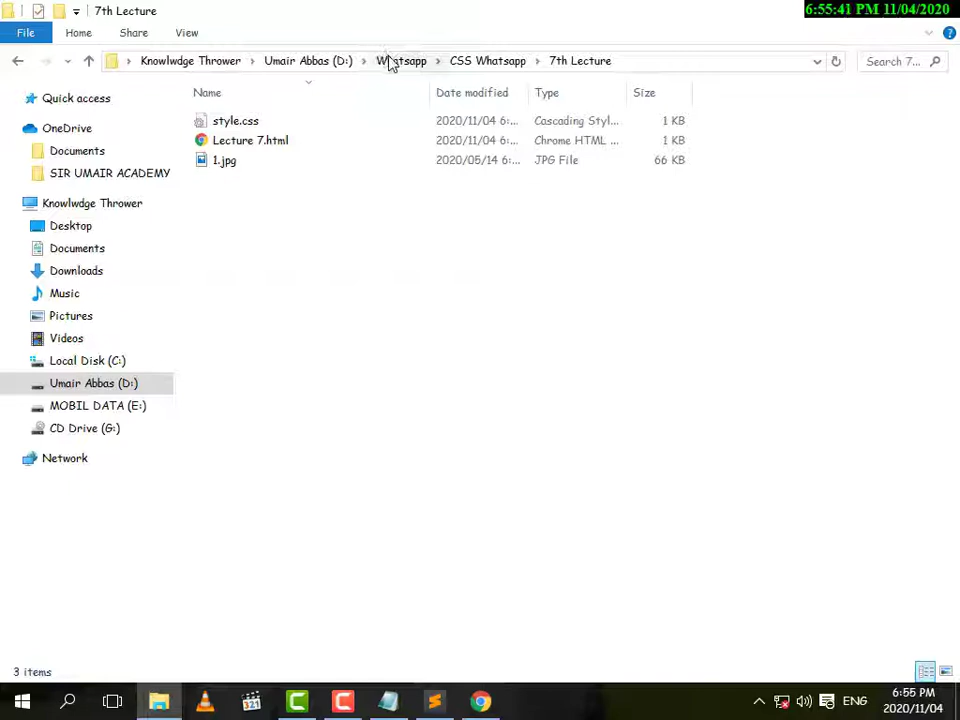 7th Lecture
6:55:41 PM 11/04/2020
File Home Share View
Knowlwdge Thrower > Umair Abbas (D:) > Whatsapp > CSS Whatsapp > 7th Lecture
Search 7...
Name Date modified Type Size
style.css 2020/11/04 6:... Cascading Styl... 1 KB
Lecture 7.html 2020/11/04 6:... Chrome HTML ... 1 KB
1.jpg 2020/05/14 6:... JPG File 66 KB
Quick access
OneDrive
Documents
SIR UMAIR ACADEMY
Knowlwdge Thrower
Desktop
Documents
Downloads
Music
Pictures
Videos
Local Disk (C:)
Umair Abbas (D:)
MOBIL DATA (E:)
CD Drive (G:)
Network
3 items
321
ENG
6:55 PM
2020/11/04